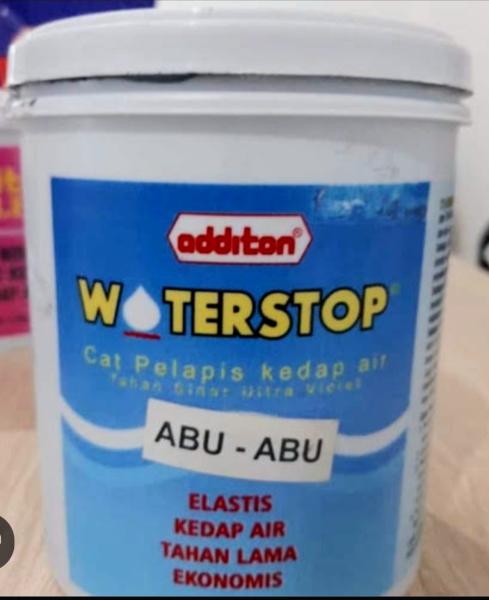 additon®
WATERSTOP®
Cat Pelapis kedap air
Tahan Sinar Ultra Violet
ABU - ABU
ELASTIS
KEDAP AIR
TAHAN LAMA
EKONOMIS